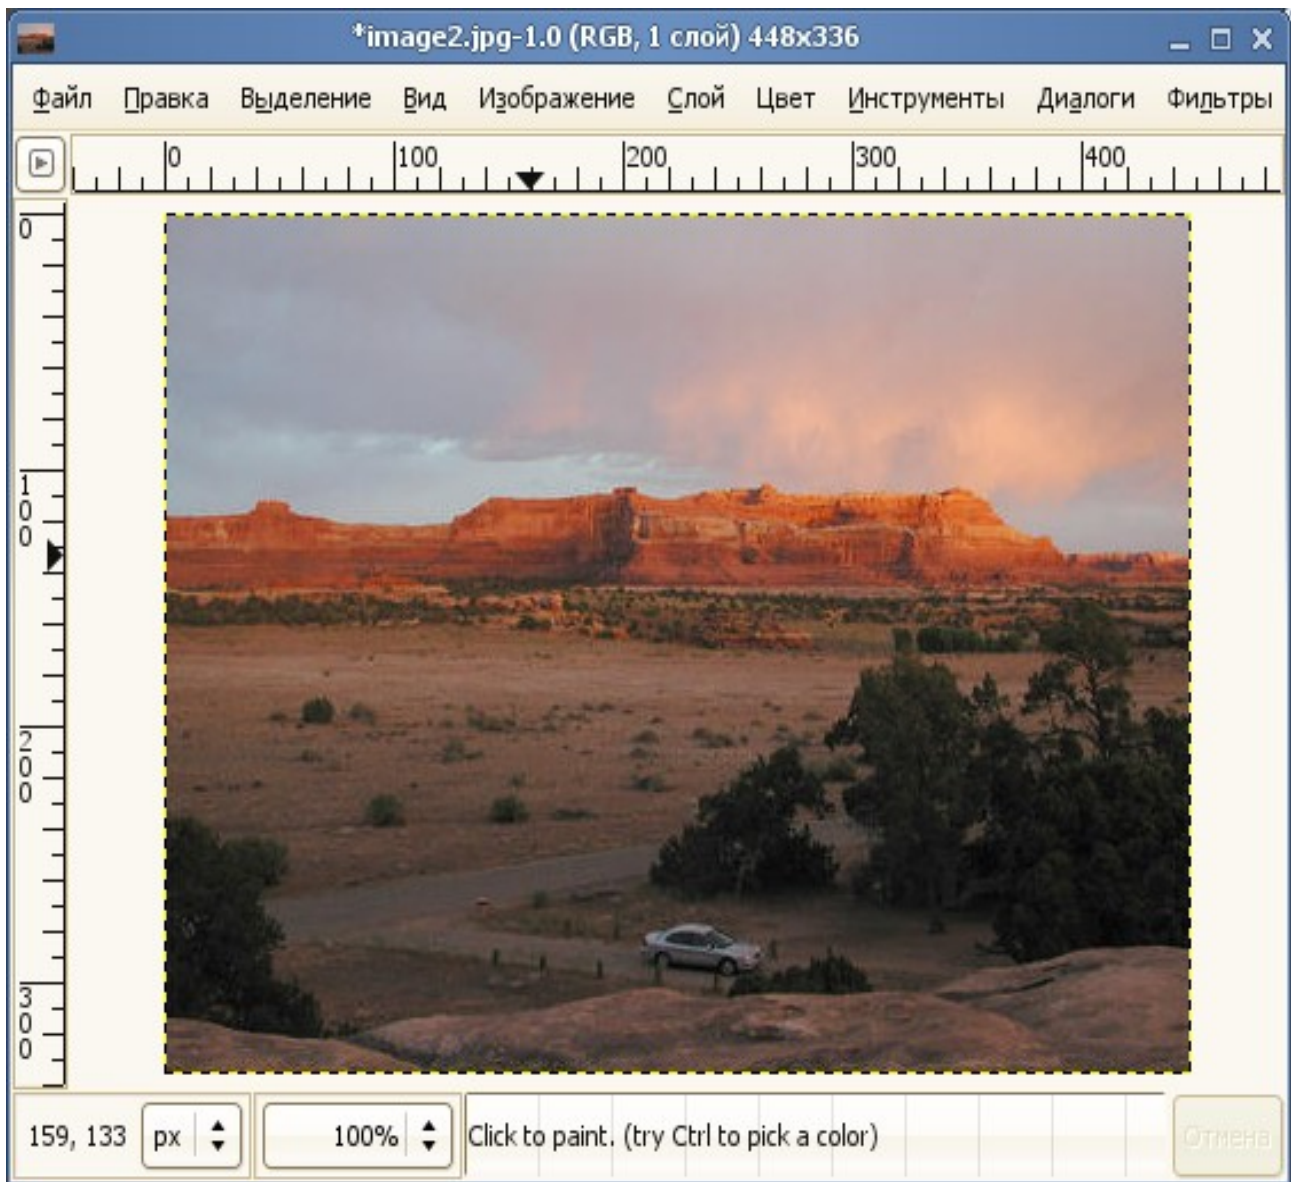 *image2.jpg-1.0 (RGB, 1 слой) 448x336
Файл Правка Выделение Вид Изображение Слой Цвет Инструменты Диалоги Фильтры
0 100 200 300 400
0
100
200
300
159, 133 px 100% Click to paint. (try Ctrl to pick a color) Отмена